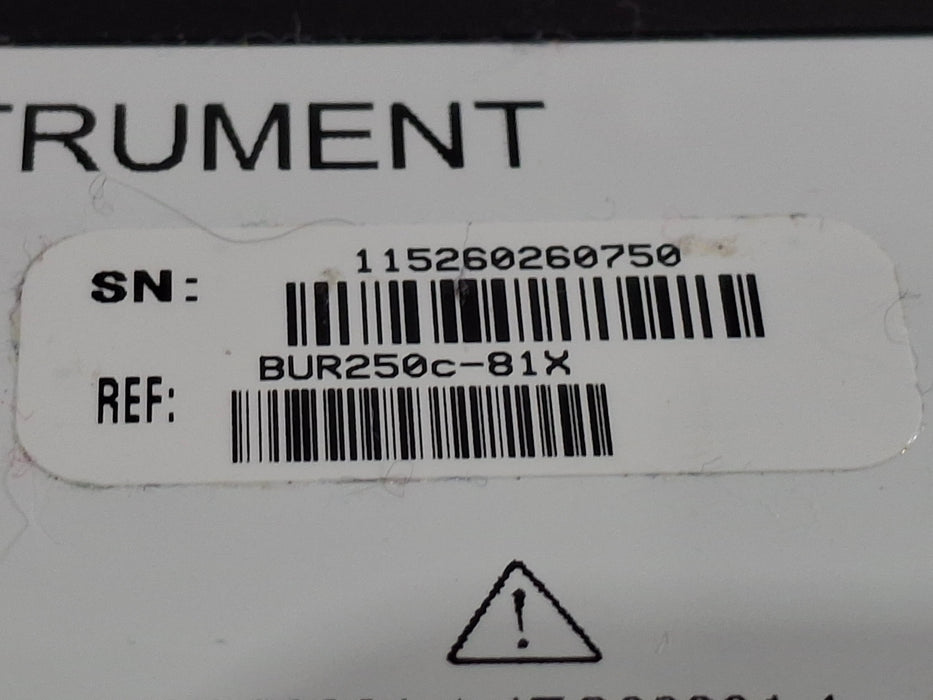 TRUMENT
SN: 115260260750
REF: BUR250c-81X